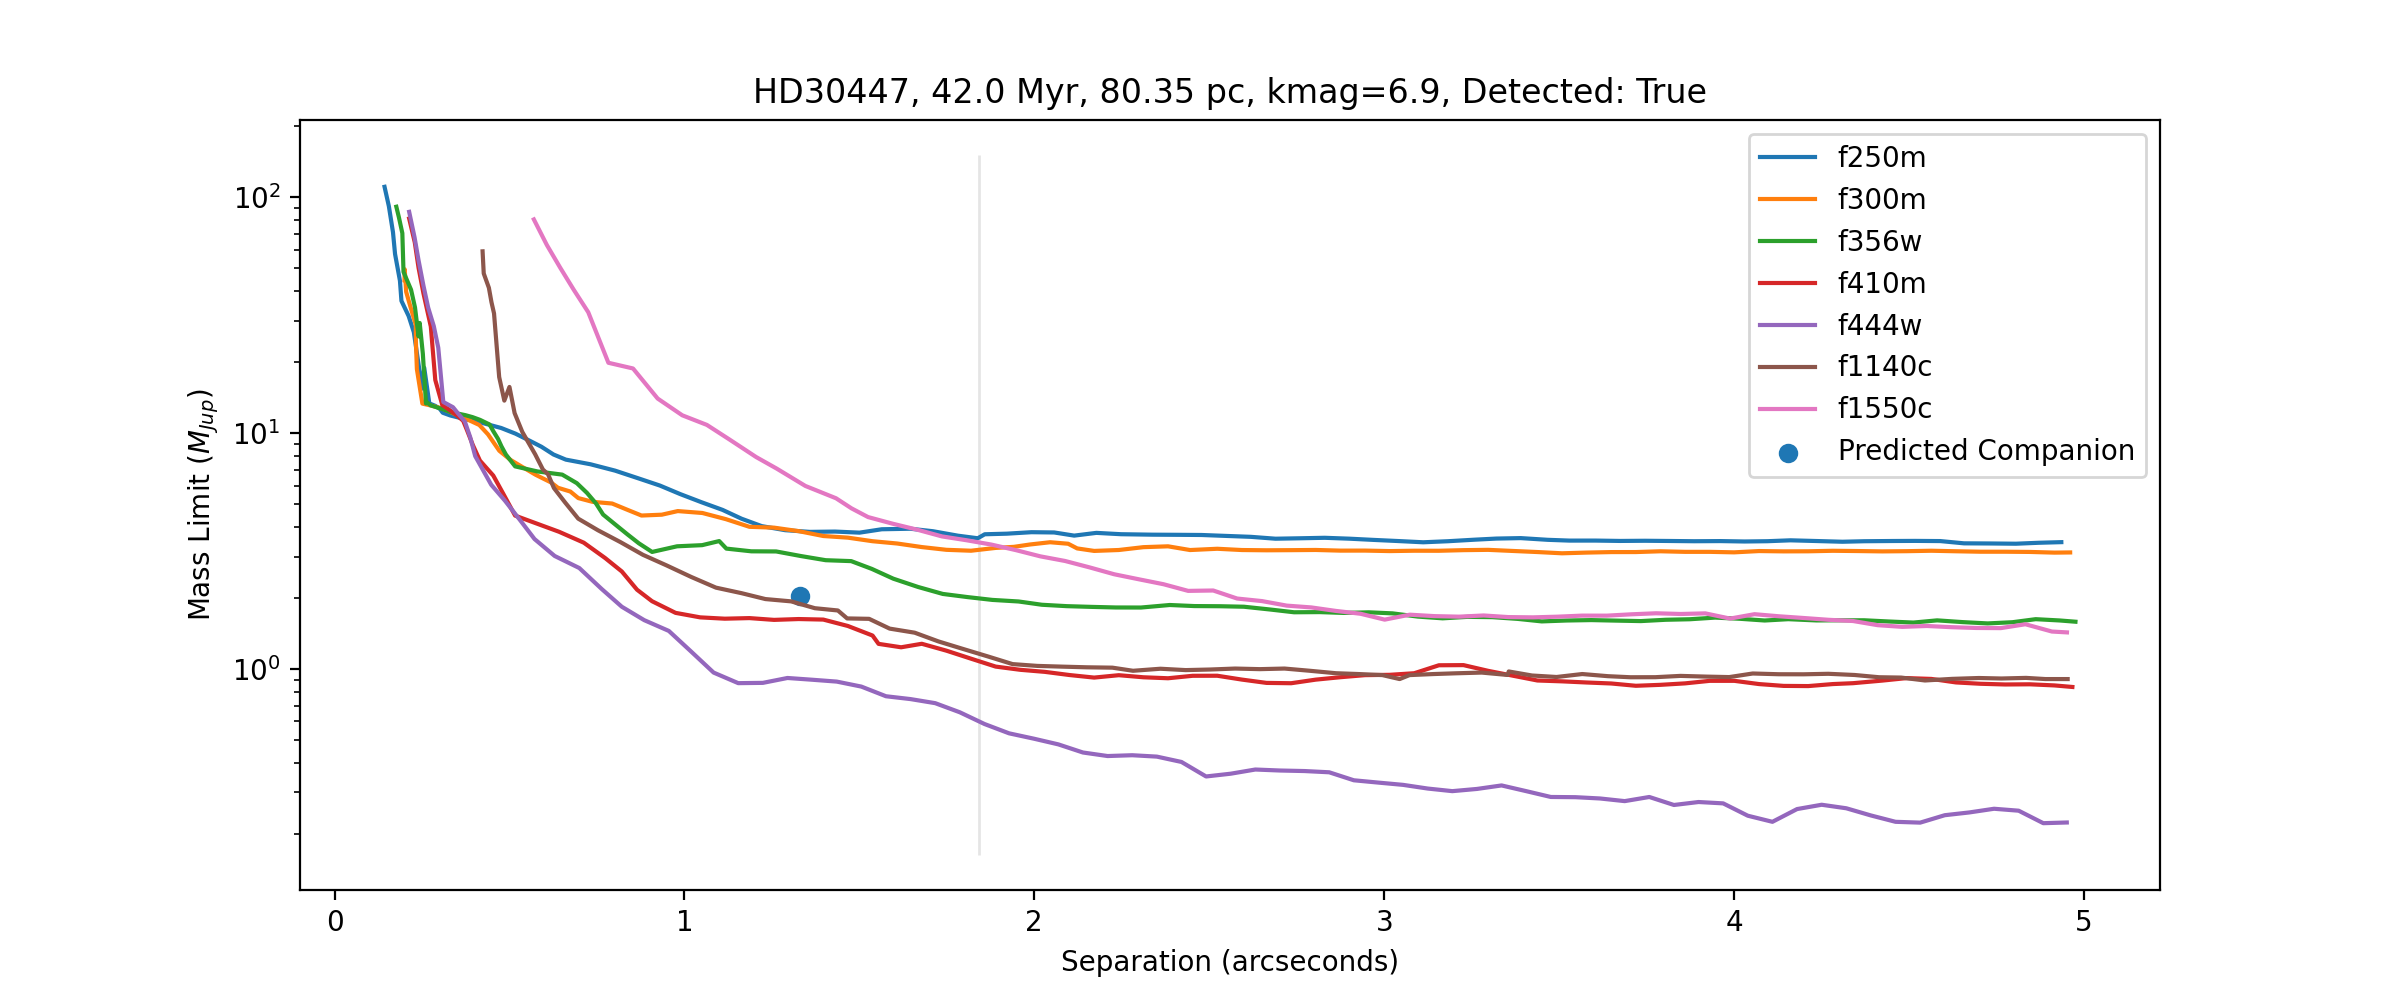 HD30447, 42.0 Myr, 80.35 pc, kmag=6.9, Detected: True
Mass Limit (M_Jup)
10²
10¹
10⁰
f250m
f300m
f356w
f410m
f444w
f1140c
f1550c
Predicted Companion
0 1 2 3 4 5
Separation (arcseconds)